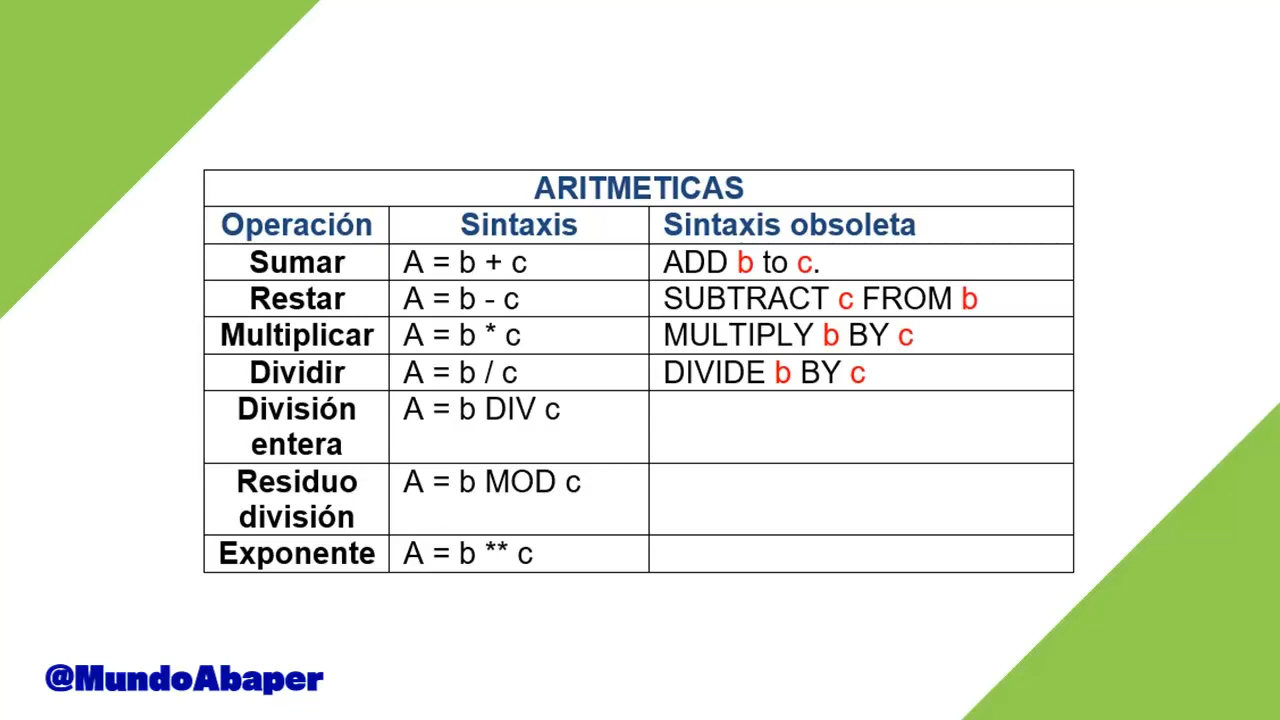 ARITMETICAS
Operación Sintaxis Sintaxis obsoleta
Sumar A = b + c ADD b to c.
Restar A = b - c SUBTRACT c FROM b
Multiplicar A = b * c MULTIPLY b BY c
Dividir A = b / c DIVIDE b BY c
División A = b DIV c
entera
Residuo A = b MOD c
división
Exponente A = b ** c
@MundoAbaper